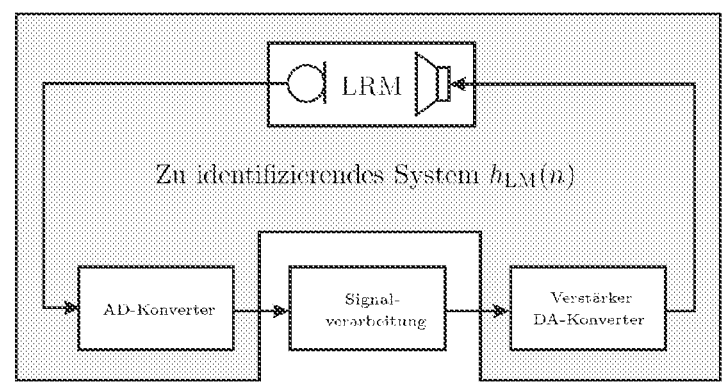 LRM
Zu identifizierendes System h_LM(n)
AD-Konverter
Signal-
verarbeitung
Verstärker
DA-Konverter